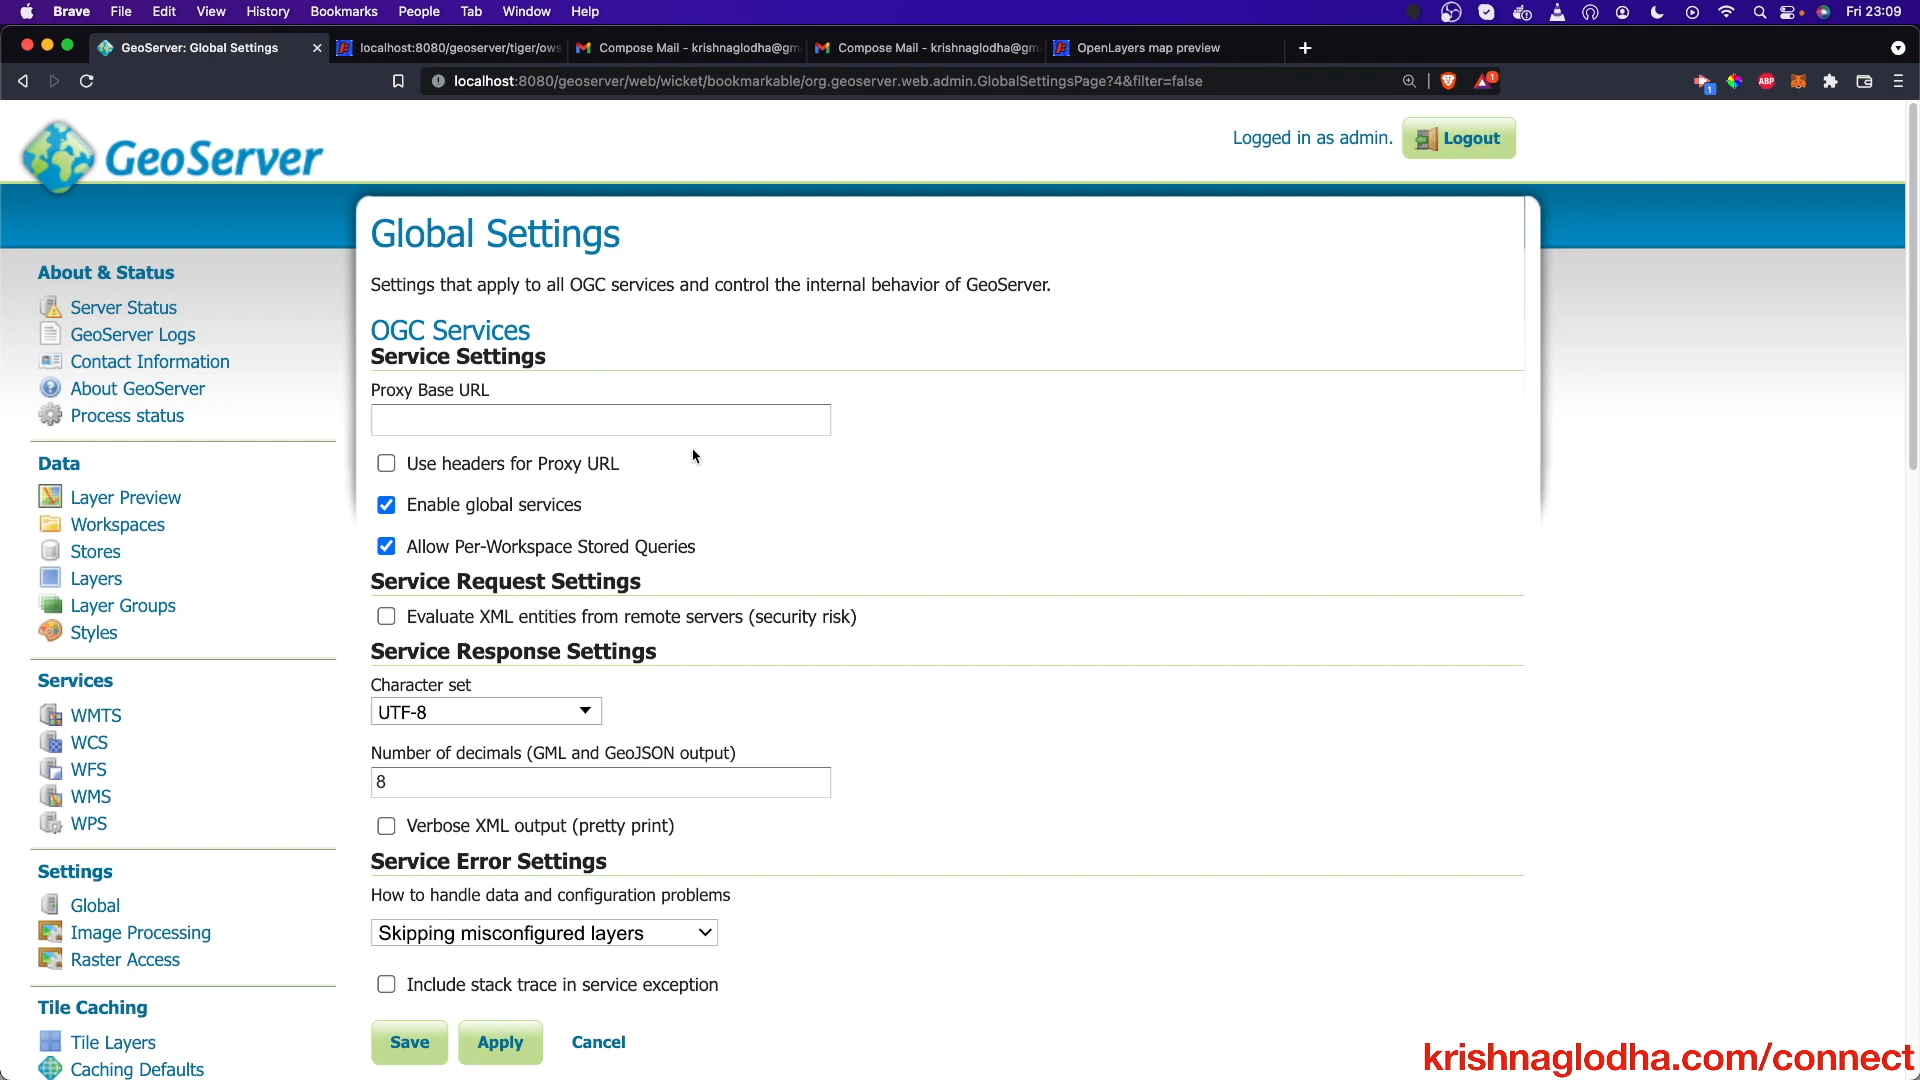 Brave File Edit View History Bookmarks People Tab Window Help Fri 23:09
GeoServer: Global Settings localhost:8080/geoserver/tiger/ows Compose Mail - krishnaglodha@gm Compose Mail - krishnaglodha@gm OpenLayers map preview
localhost:8080/geoserver/web/wicket/bookmarkable/org.geoserver.web.admin.GlobalSettingsPage?4&filter=false 1 1 ABP
GeoServer
Logged in as admin. Logout
About & Status
Server Status
GeoServer Logs
Contact Information
About GeoServer
Process status
Data
Layer Preview
Workspaces
Stores
Layers
Layer Groups
Styles
Services
WMTS
WCS
WFS
WMS
WPS
Settings
Global
Image Processing
Raster Access
Tile Caching
Tile Layers
Caching Defaults
Global Settings
Settings that apply to all OGC services and control the internal behavior of GeoServer.
OGC Services
Service Settings
Proxy Base URL
Use headers for Proxy URL
Enable global services
Allow Per-Workspace Stored Queries
Service Request Settings
Evaluate XML entities from remote servers (security risk)
Service Response Settings
Character set
UTF-8
Number of decimals (GML and GeoJSON output)
8
Verbose XML output (pretty print)
Service Error Settings
How to handle data and configuration problems
Skipping misconfigured layers
Include stack trace in service exception
Save Apply Cancel
krishnaglodha.com/connect